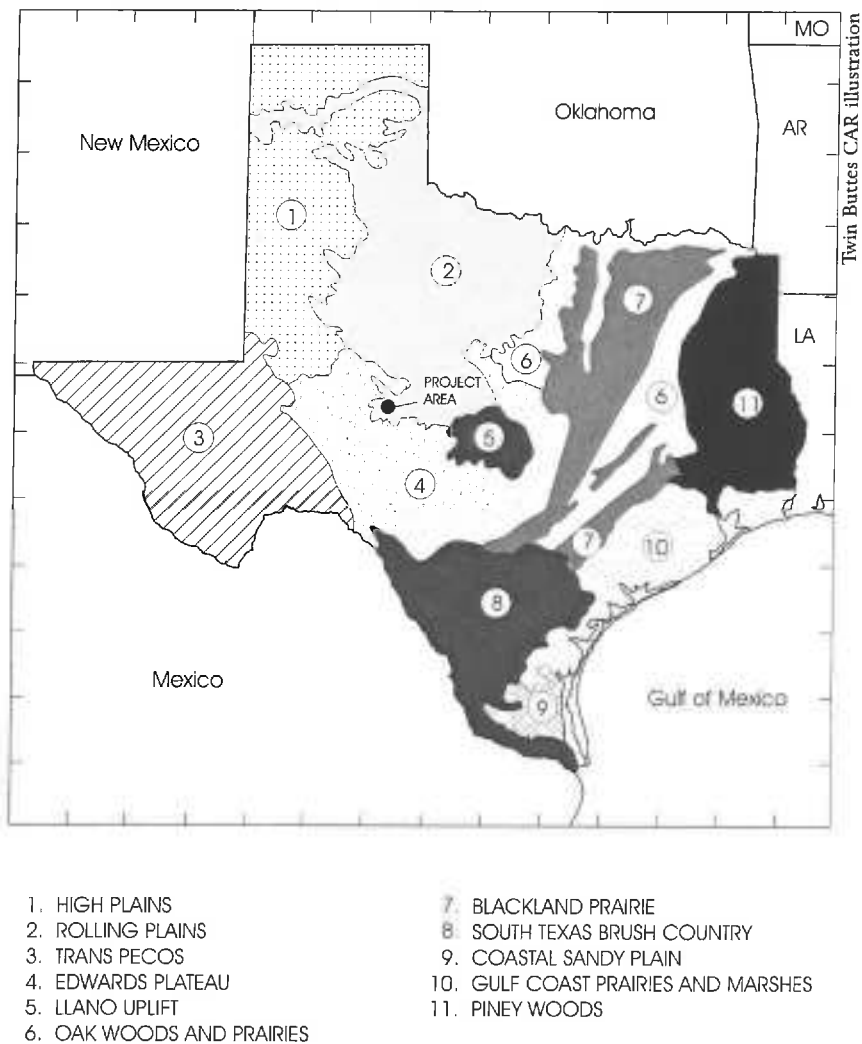 MO
Twin Buttes CAR illustration
Oklahoma
New Mexico
AR
1
2
7
LA
6
PROJECT
AREA
6
11
3
5
4
7
10
8
Mexico
9
Gulf of Mexico
1. HIGH PLAINS
2. ROLLING PLAINS
3. TRANS PECOS
4. EDWARDS PLATEAU
5. LLANO UPLIFT
6. OAK WOODS AND PRAIRIES
7. BLACKLAND PRAIRIE
8 SOUTH TEXAS BRUSH COUNTRY
9. COASTAL SANDY PLAIN
10. GULF COAST PRAIRIES AND MARSHES
11. PINEY WOODS